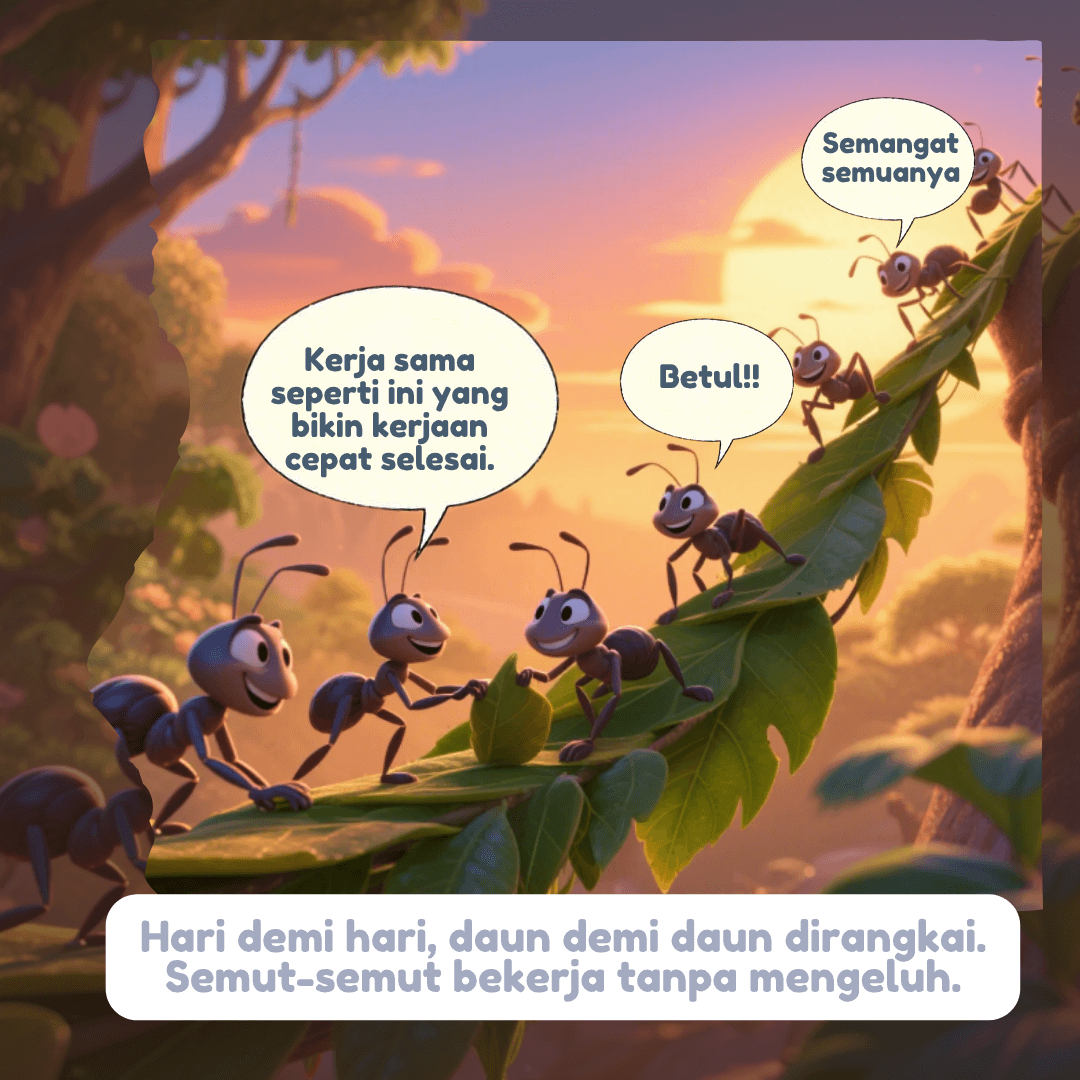 Semangat
semuanya
Kerja sama
seperti ini yang
bikin kerjaan
cepat selesai.
Betul!!
Hari demi hari, daun demi daun dirangkai.
Semut-semut bekerja tanpa mengeluh.